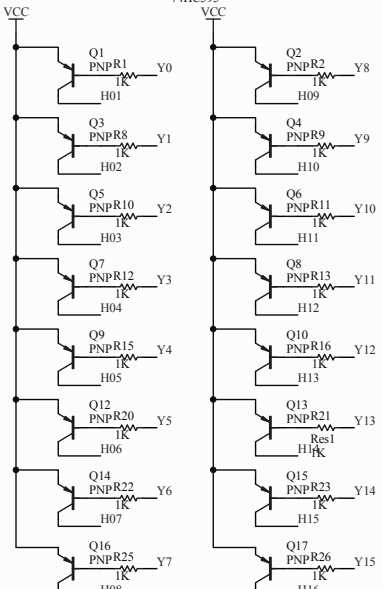 74HC595
VCC
VCC
Q1
PNP R1
1K
Y0
H01
Q2
PNP R2
1K
Y8
H09
Q3
PNP R8
1K
Y1
H02
Q4
PNP R9
1K
Y9
H10
Q5
PNP R10
1K
Y2
H03
Q6
PNP R11
1K
Y10
H11
Q7
PNP R12
1K
Y3
H04
Q8
PNP R13
1K
Y11
H12
Q9
PNP R15
1K
Y4
H05
Q10
PNP R16
1K
Y12
H13
Q12
PNP R20
1K
Y5
H06
Q13
PNP R21
Y13
Res1
H14
1K
Q14
PNP R22
1K
Y6
H07
Q15
PNP R23
1K
Y14
H15
Q16
PNP R25
1K
Y7
H08
Q17
PNP R26
1K
Y15
H16